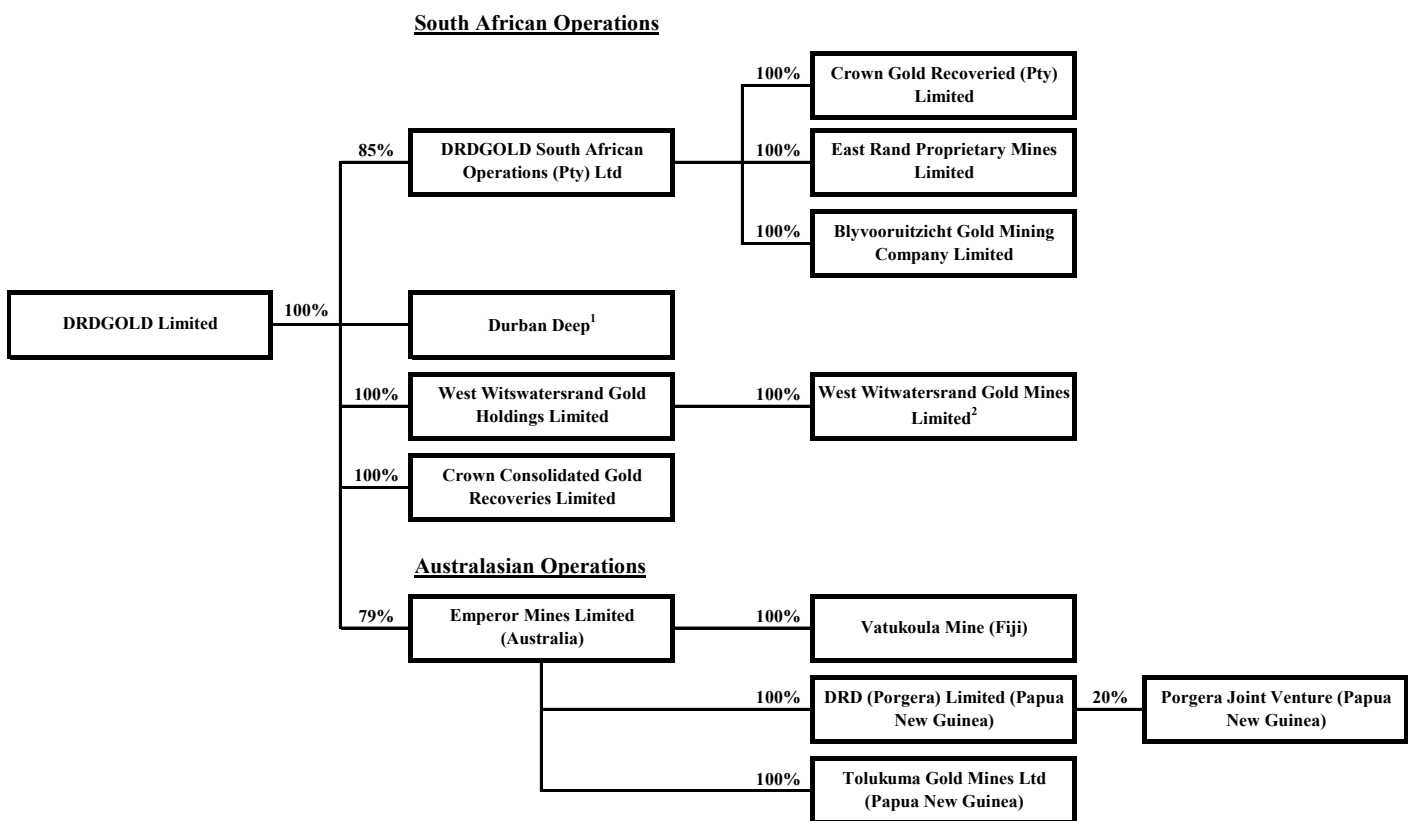 South African Operations
100%
Crown Gold Recoveried (Pty)
Limited
85%
DRDGOLD South African
Operations (Pty) Ltd
100%
East Rand Proprietary Mines
Limited
100%
Blyvooruitzicht Gold Mining
Company Limited
DRDGOLD Limited
100%
Durban Deep1
100%
West Witswatersrand Gold
Holdings Limited
100%
West Witwatersrand Gold Mines
Limited2
100%
Crown Consolidated Gold
Recoveries Limited
Australasian Operations
79%
Emperor Mines Limited
(Australia)
100%
Vatukoula Mine (Fiji)
100%
DRD (Porgera) Limited (Papua
New Guinea)
20%
Porgera Joint Venture (Papua
New Guinea)
100%
Tolukuma Gold Mines Ltd
(Papua New Guinea)